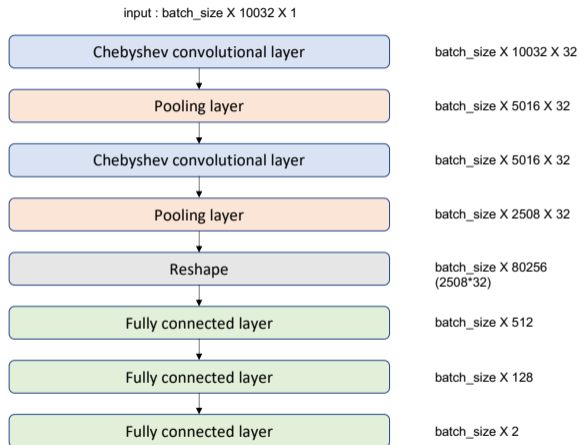 input : batch_size X 10032 X 1
Chebyshev convolutional layer
batch_size X 10032 X 32
Pooling layer
batch_size X 5016 X 32
Chebyshev convolutional layer
batch_size X 5016 X 32
Pooling layer
batch_size X 2508 X 32
Reshape
batch_size X 80256
(2508*32)
Fully connected layer
batch_size X 512
Fully connected layer
batch_size X 128
Fully connected layer
batch_size X 2